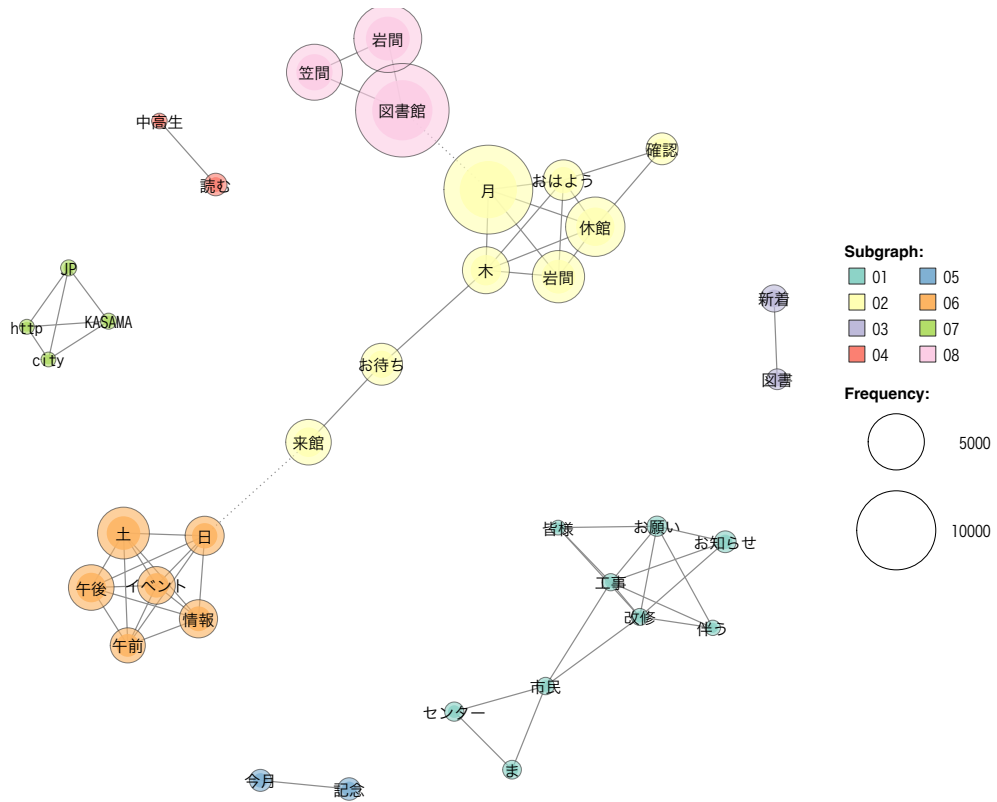 岩間
笠間
図書館
中高生
読む
月
おはよう
確認
休館
木
岩間
JP
http
KASAMA
city
新着
図書
お待ち
来館
土
日
午後
イベント
情報
午前
皆様
お願い
お知らせ
工事
改修
伴う
市民
センター
ま
今月
記念
Subgraph:
01
05
02
06
03
07
04
08
Frequency:
5000
10000